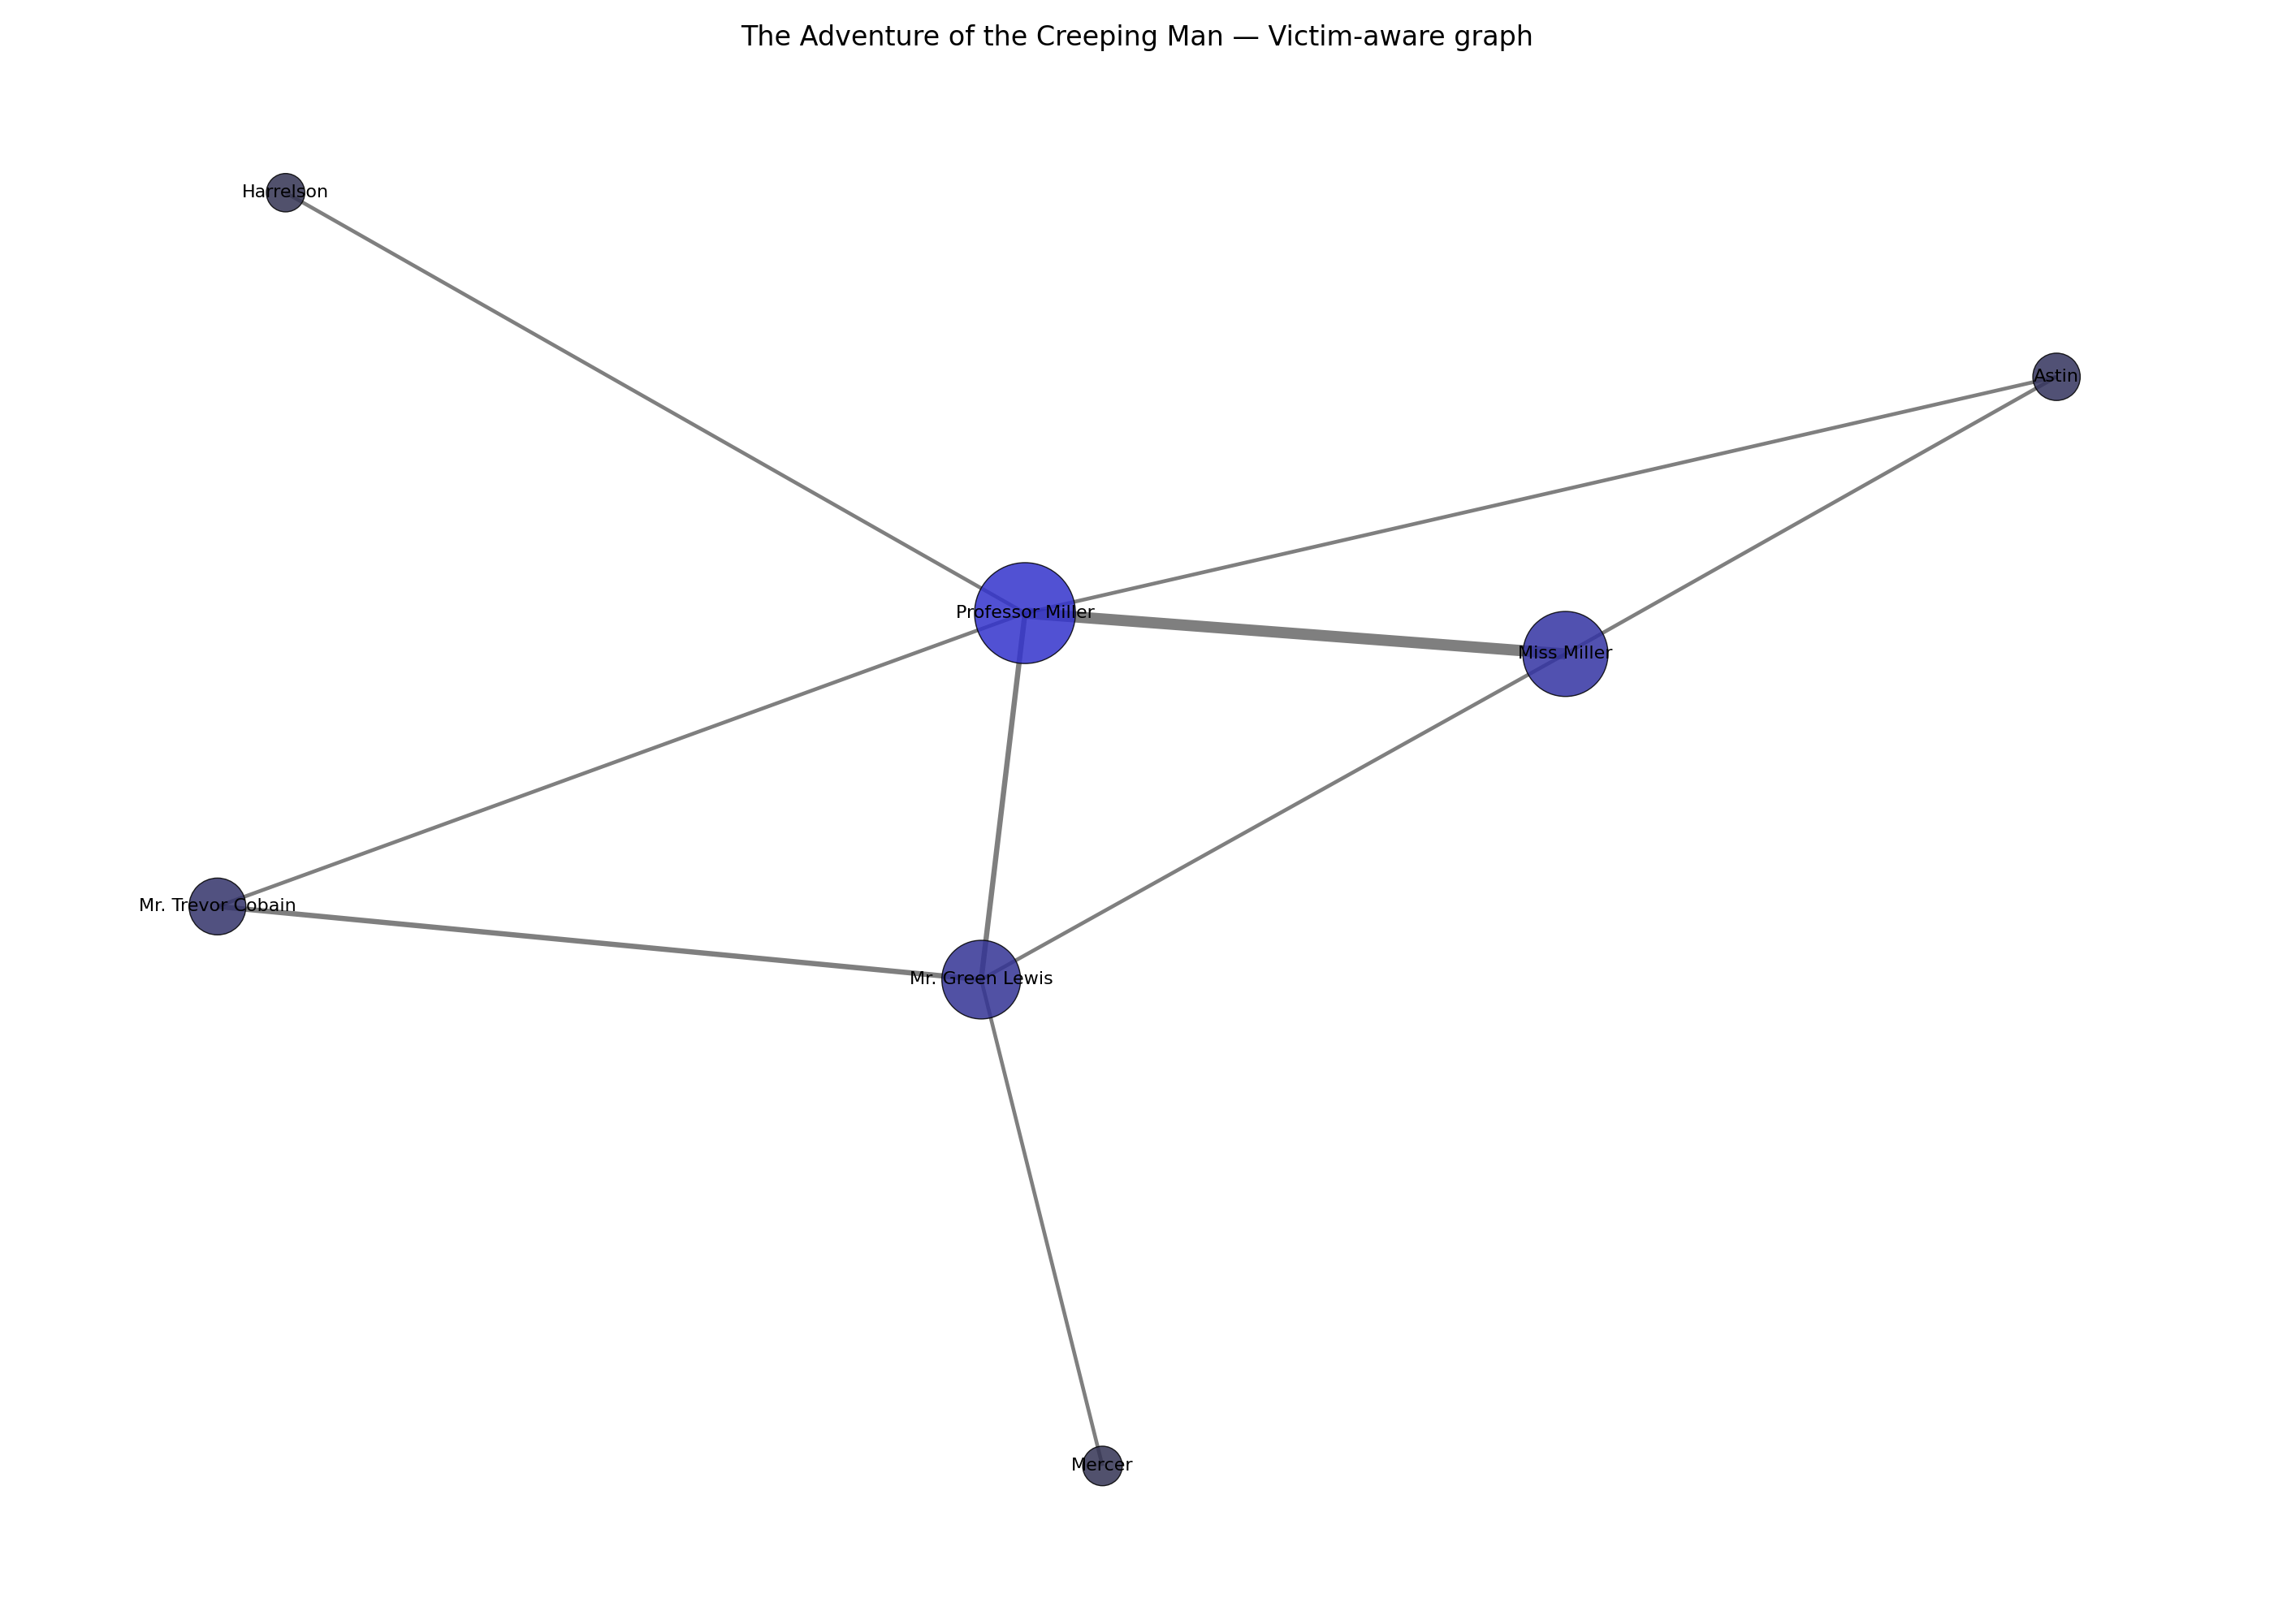 The Adventure of the Creeping Man — Victim-aware graph
Harrelson
Astin
Professor Miller
Miss Miller
Mr. Trevor Cobain
Mr. Green Lewis
Mercer